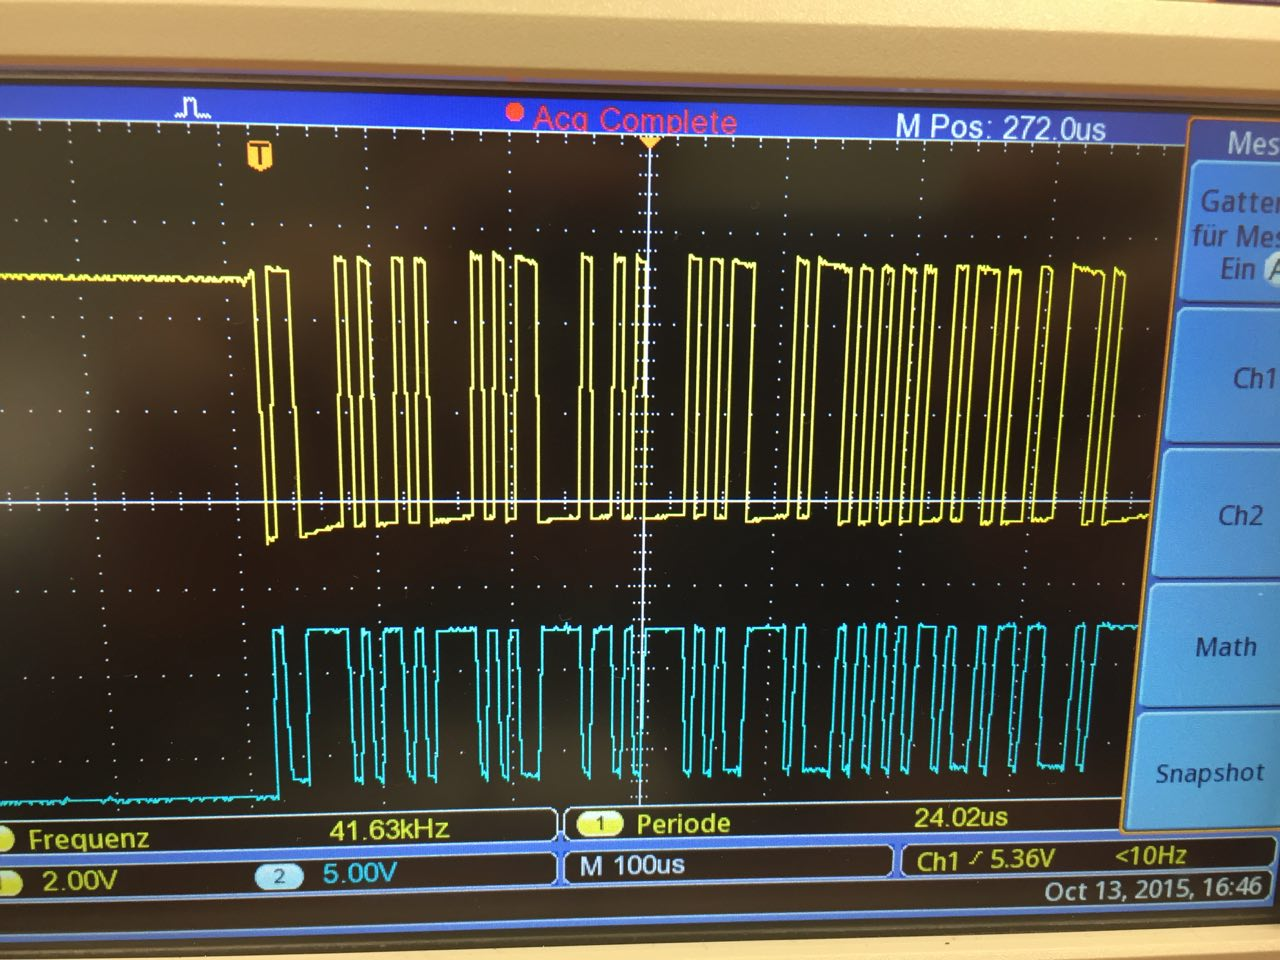 Acq Complete
M Pos: 272.0us
T
Mes
Gatter
für Mes
Ein A
Ch1
Ch2
Math
Snapshot
Frequenz 41.63kHz
1 Periode 24.02us
2.00V
2 5.00V
M 100us
Ch1 5.36V <10Hz
Oct 13, 2015, 16:46